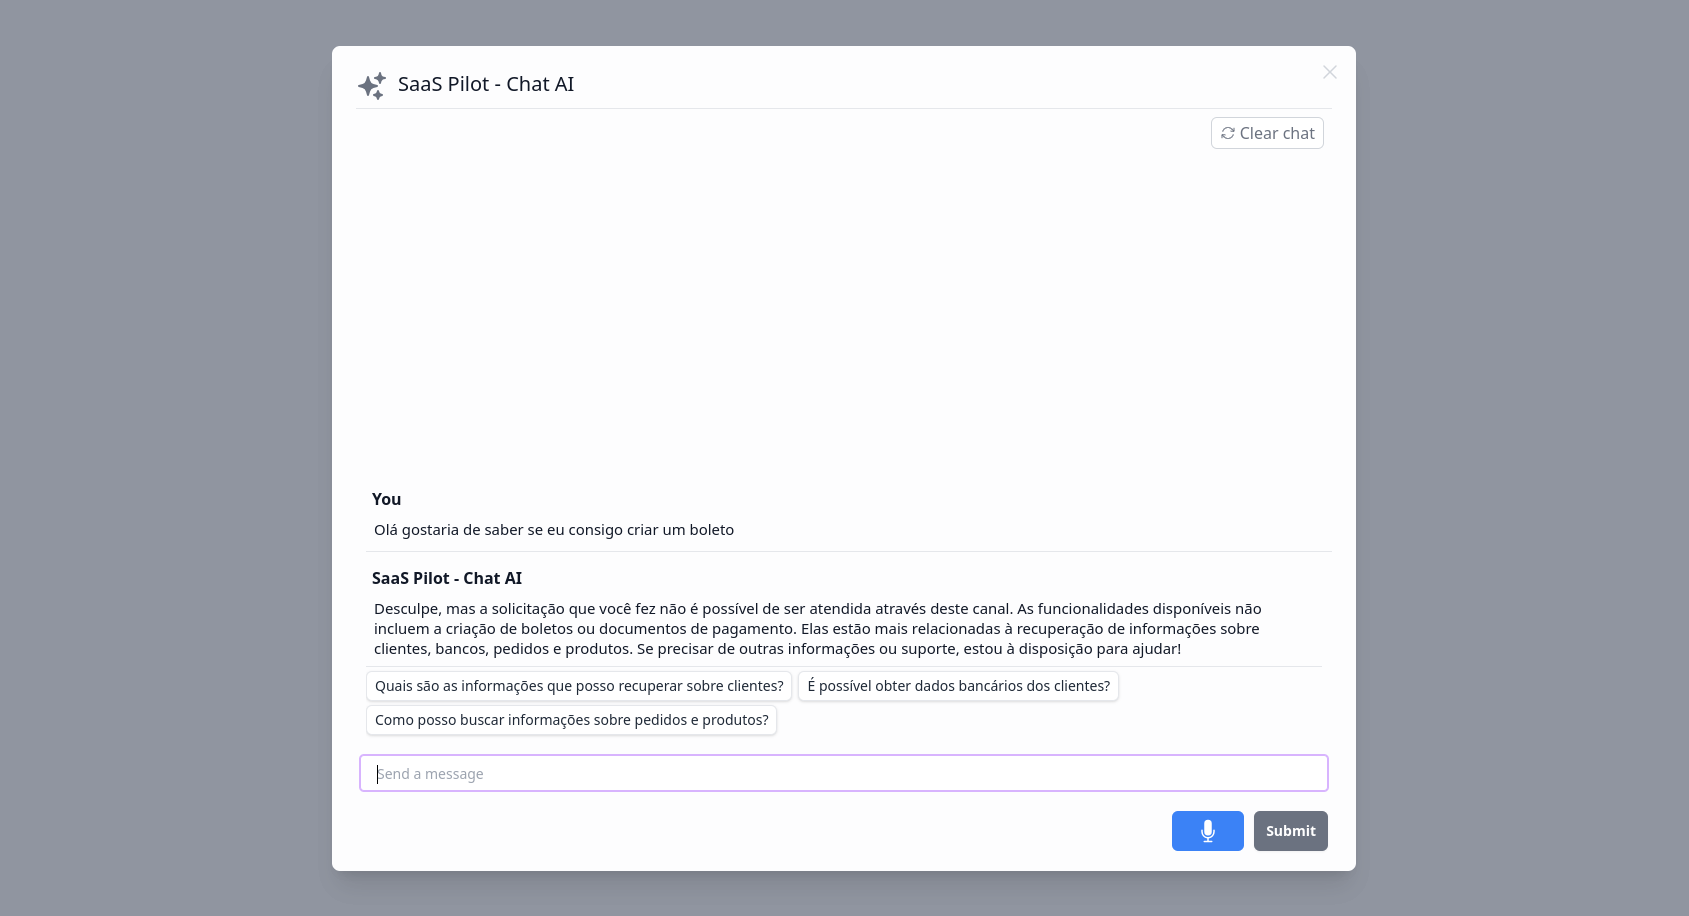 SaaS Pilot - Chat AI
Clear chat
You
Olá gostaria de saber se eu consigo criar um boleto
SaaS Pilot - Chat AI
Desculpe, mas a solicitação que você fez não é possível de ser atendida através deste canal. As funcionalidades disponíveis não
incluem a criação de boletos ou documentos de pagamento. Elas estão mais relacionadas à recuperação de informações sobre
clientes, bancos, pedidos e produtos. Se precisar de outras informações ou suporte, estou à disposição para ajudar!
Quais são as informações que posso recuperar sobre clientes?
É possível obter dados bancários dos clientes?
Como posso buscar informações sobre pedidos e produtos?
Send a message
Submit